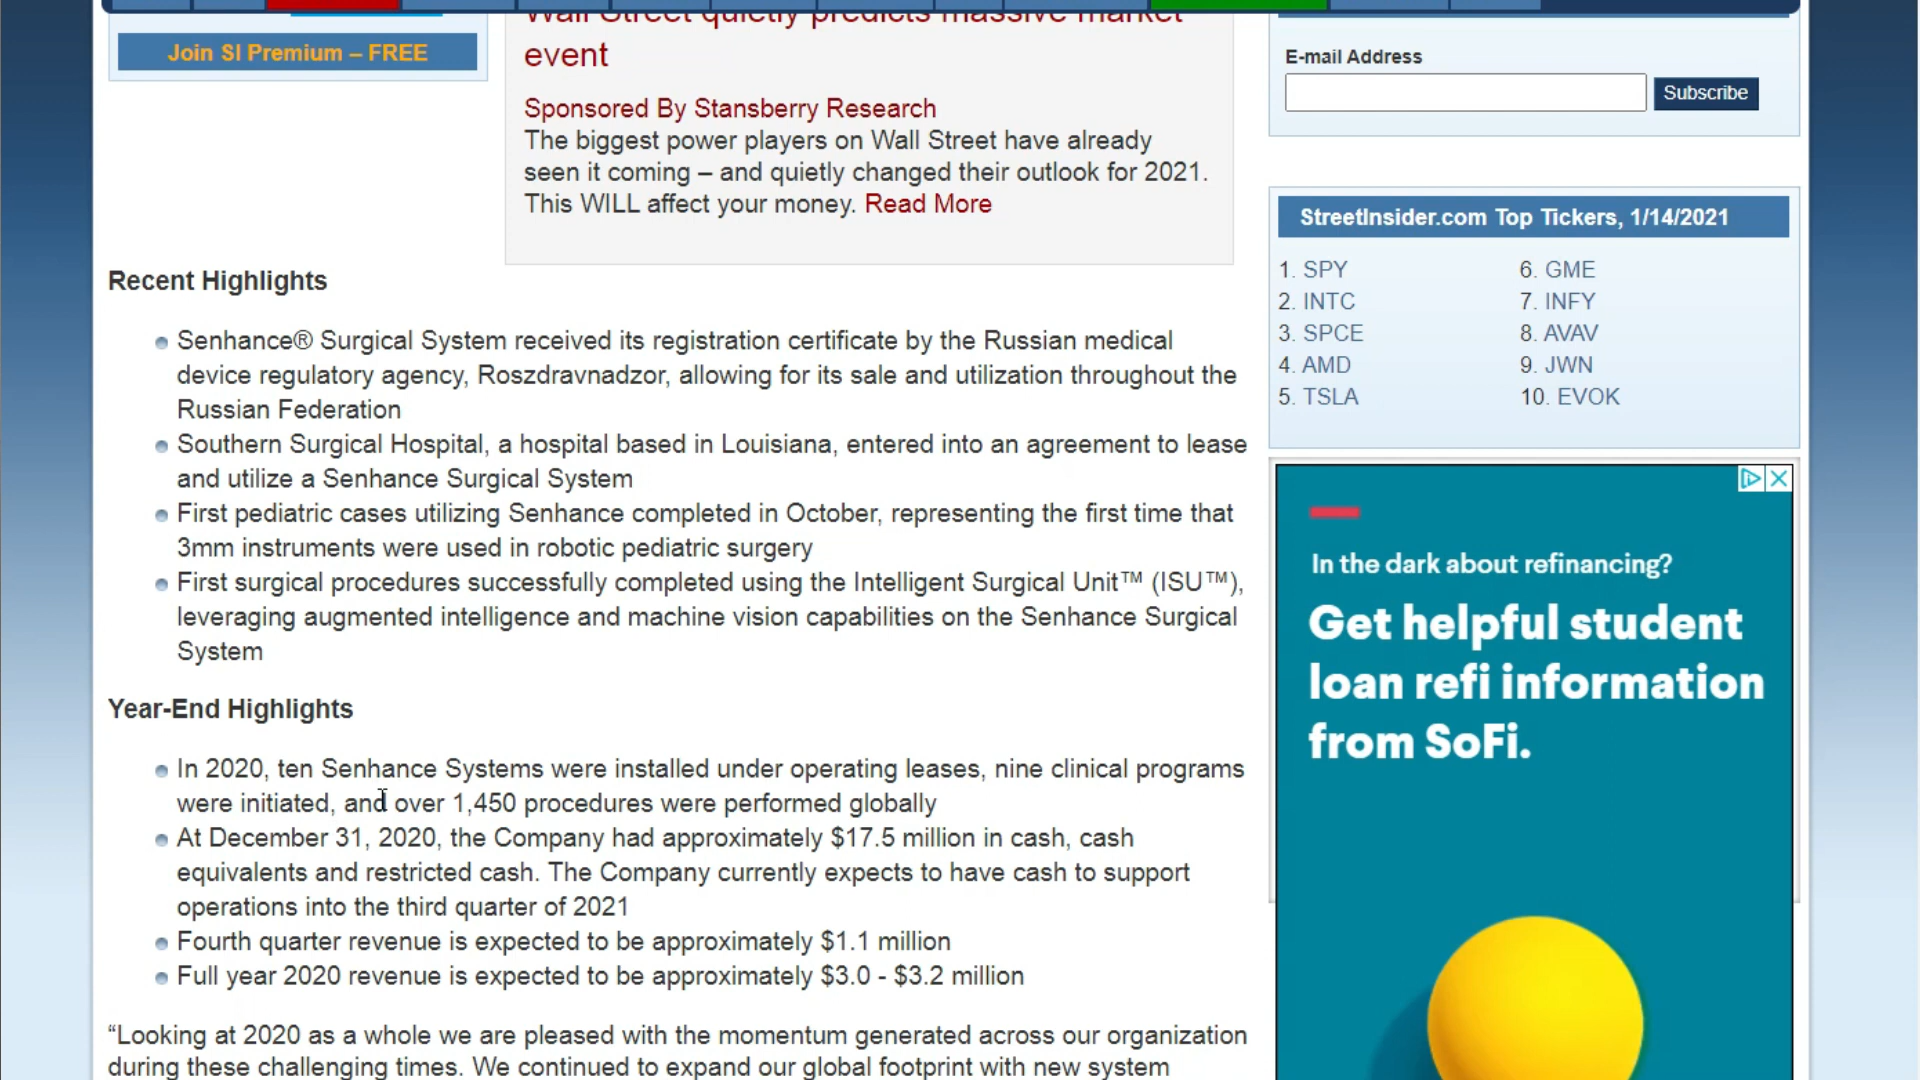 Join SI Premium – FREE
Wall Street quietly predicts massive market
event
Sponsored By Stansberry Research
The biggest power players on Wall Street have already
seen it coming – and quietly changed their outlook for 2021.
This WILL affect your money. Read More
Recent Highlights
Senhance® Surgical System received its registration certificate by the Russian medical
device regulatory agency, Roszdravnadzor, allowing for its sale and utilization throughout the
Russian Federation
Southern Surgical Hospital, a hospital based in Louisiana, entered into an agreement to lease
and utilize a Senhance Surgical System
First pediatric cases utilizing Senhance completed in October, representing the first time that
3mm instruments were used in robotic pediatric surgery
First surgical procedures successfully completed using the Intelligent Surgical Unit™ (ISU™),
leveraging augmented intelligence and machine vision capabilities on the Senhance Surgical
System
Year-End Highlights
In 2020, ten Senhance Systems were installed under operating leases, nine clinical programs
were initiated, and over 1,450 procedures were performed globally
At December 31, 2020, the Company had approximately $17.5 million in cash, cash
equivalents and restricted cash. The Company currently expects to have cash to support
operations into the third quarter of 2021
Fourth quarter revenue is expected to be approximately $1.1 million
Full year 2020 revenue is expected to be approximately $3.0 - $3.2 million
“Looking at 2020 as a whole we are pleased with the momentum generated across our organization
during these challenging times. We continued to expand our global footprint with new system
E-mail Address
Subscribe
StreetInsider.com Top Tickers, 1/14/2021
1. SPY
2. INTC
3. SPCE
4. AMD
5. TSLA
6. GME
7. INFY
8. AVAV
9. JWN
10. EVOK
In the dark about refinancing?
Get helpful student
loan refi information
from SoFi.